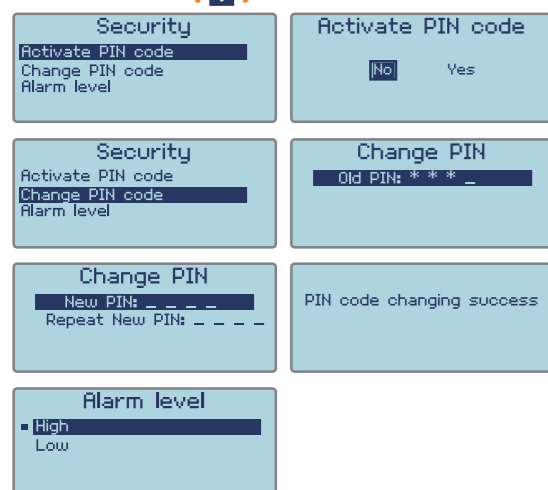 Security
Activate PIN code
Change PIN code
Alarm level
Activate PIN code
No Yes
Security
Activate PIN code
Change PIN code
Alarm level
Change PIN
Old PIN: * * * _
Change PIN
New PIN: _ _ _ _
Repeat New PIN: _ _ _ _
PIN code changing success
Alarm level
High
Low